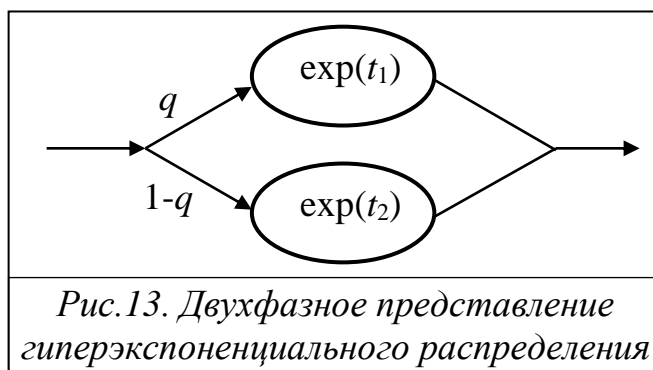 exp(t₁)
q
1-q
exp(t₂)
Рис.13. Двухфазное представление
гиперэкспоненциального распределения